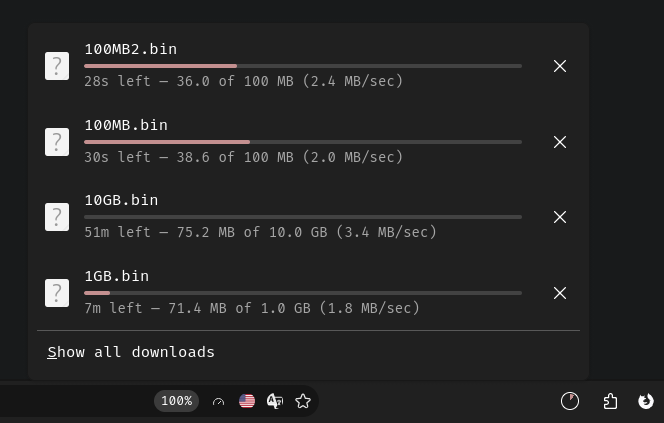 100MB2.bin
28s left — 36.0 of 100 MB (2.4 MB/sec)
100MB.bin
30s left — 38.6 of 100 MB (2.0 MB/sec)
10GB.bin
51m left — 75.2 MB of 10.0 GB (3.4 MB/sec)
1GB.bin
7m left — 71.4 MB of 1.0 GB (1.8 MB/sec)
Show all downloads
100%